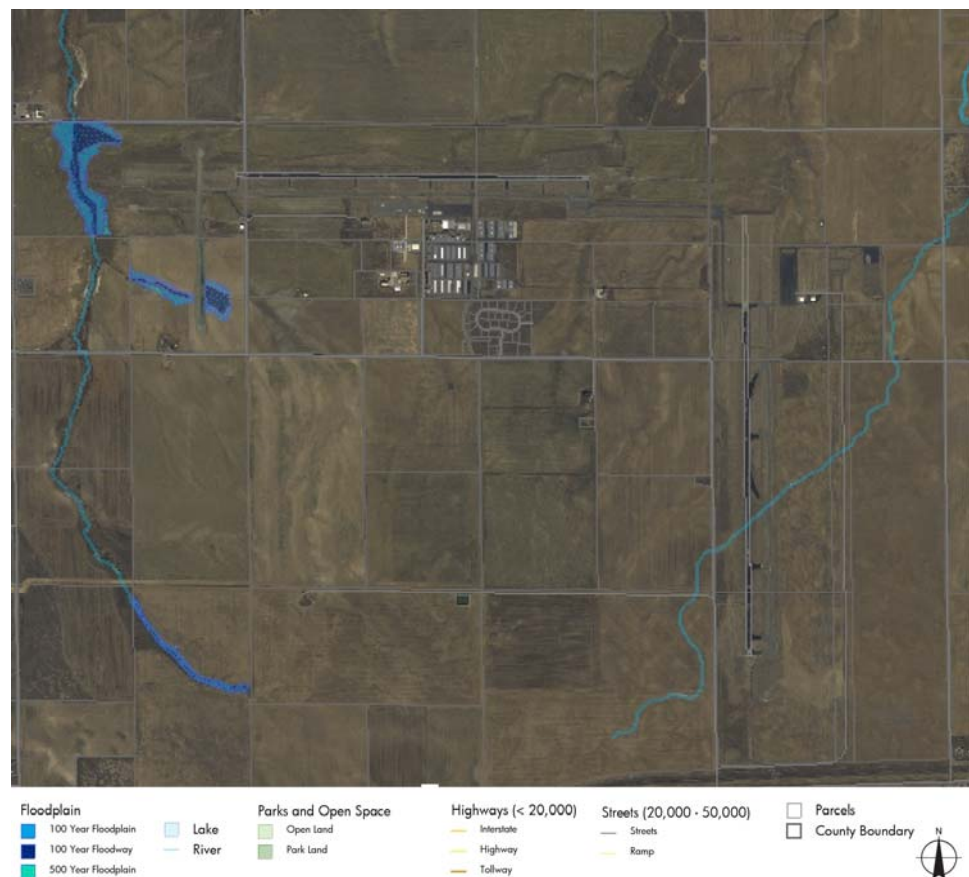 Floodplain
100 Year Floodplain
100 Year Floodway
500 Year Floodplain
Lake
River
Parks and Open Space
Open Land
Park Land
Highways (< 20,000)
Interstate
Highway
Tollway
Streets (20,000 - 50,000)
Streets
Ramp
Parcels
County Boundary
N